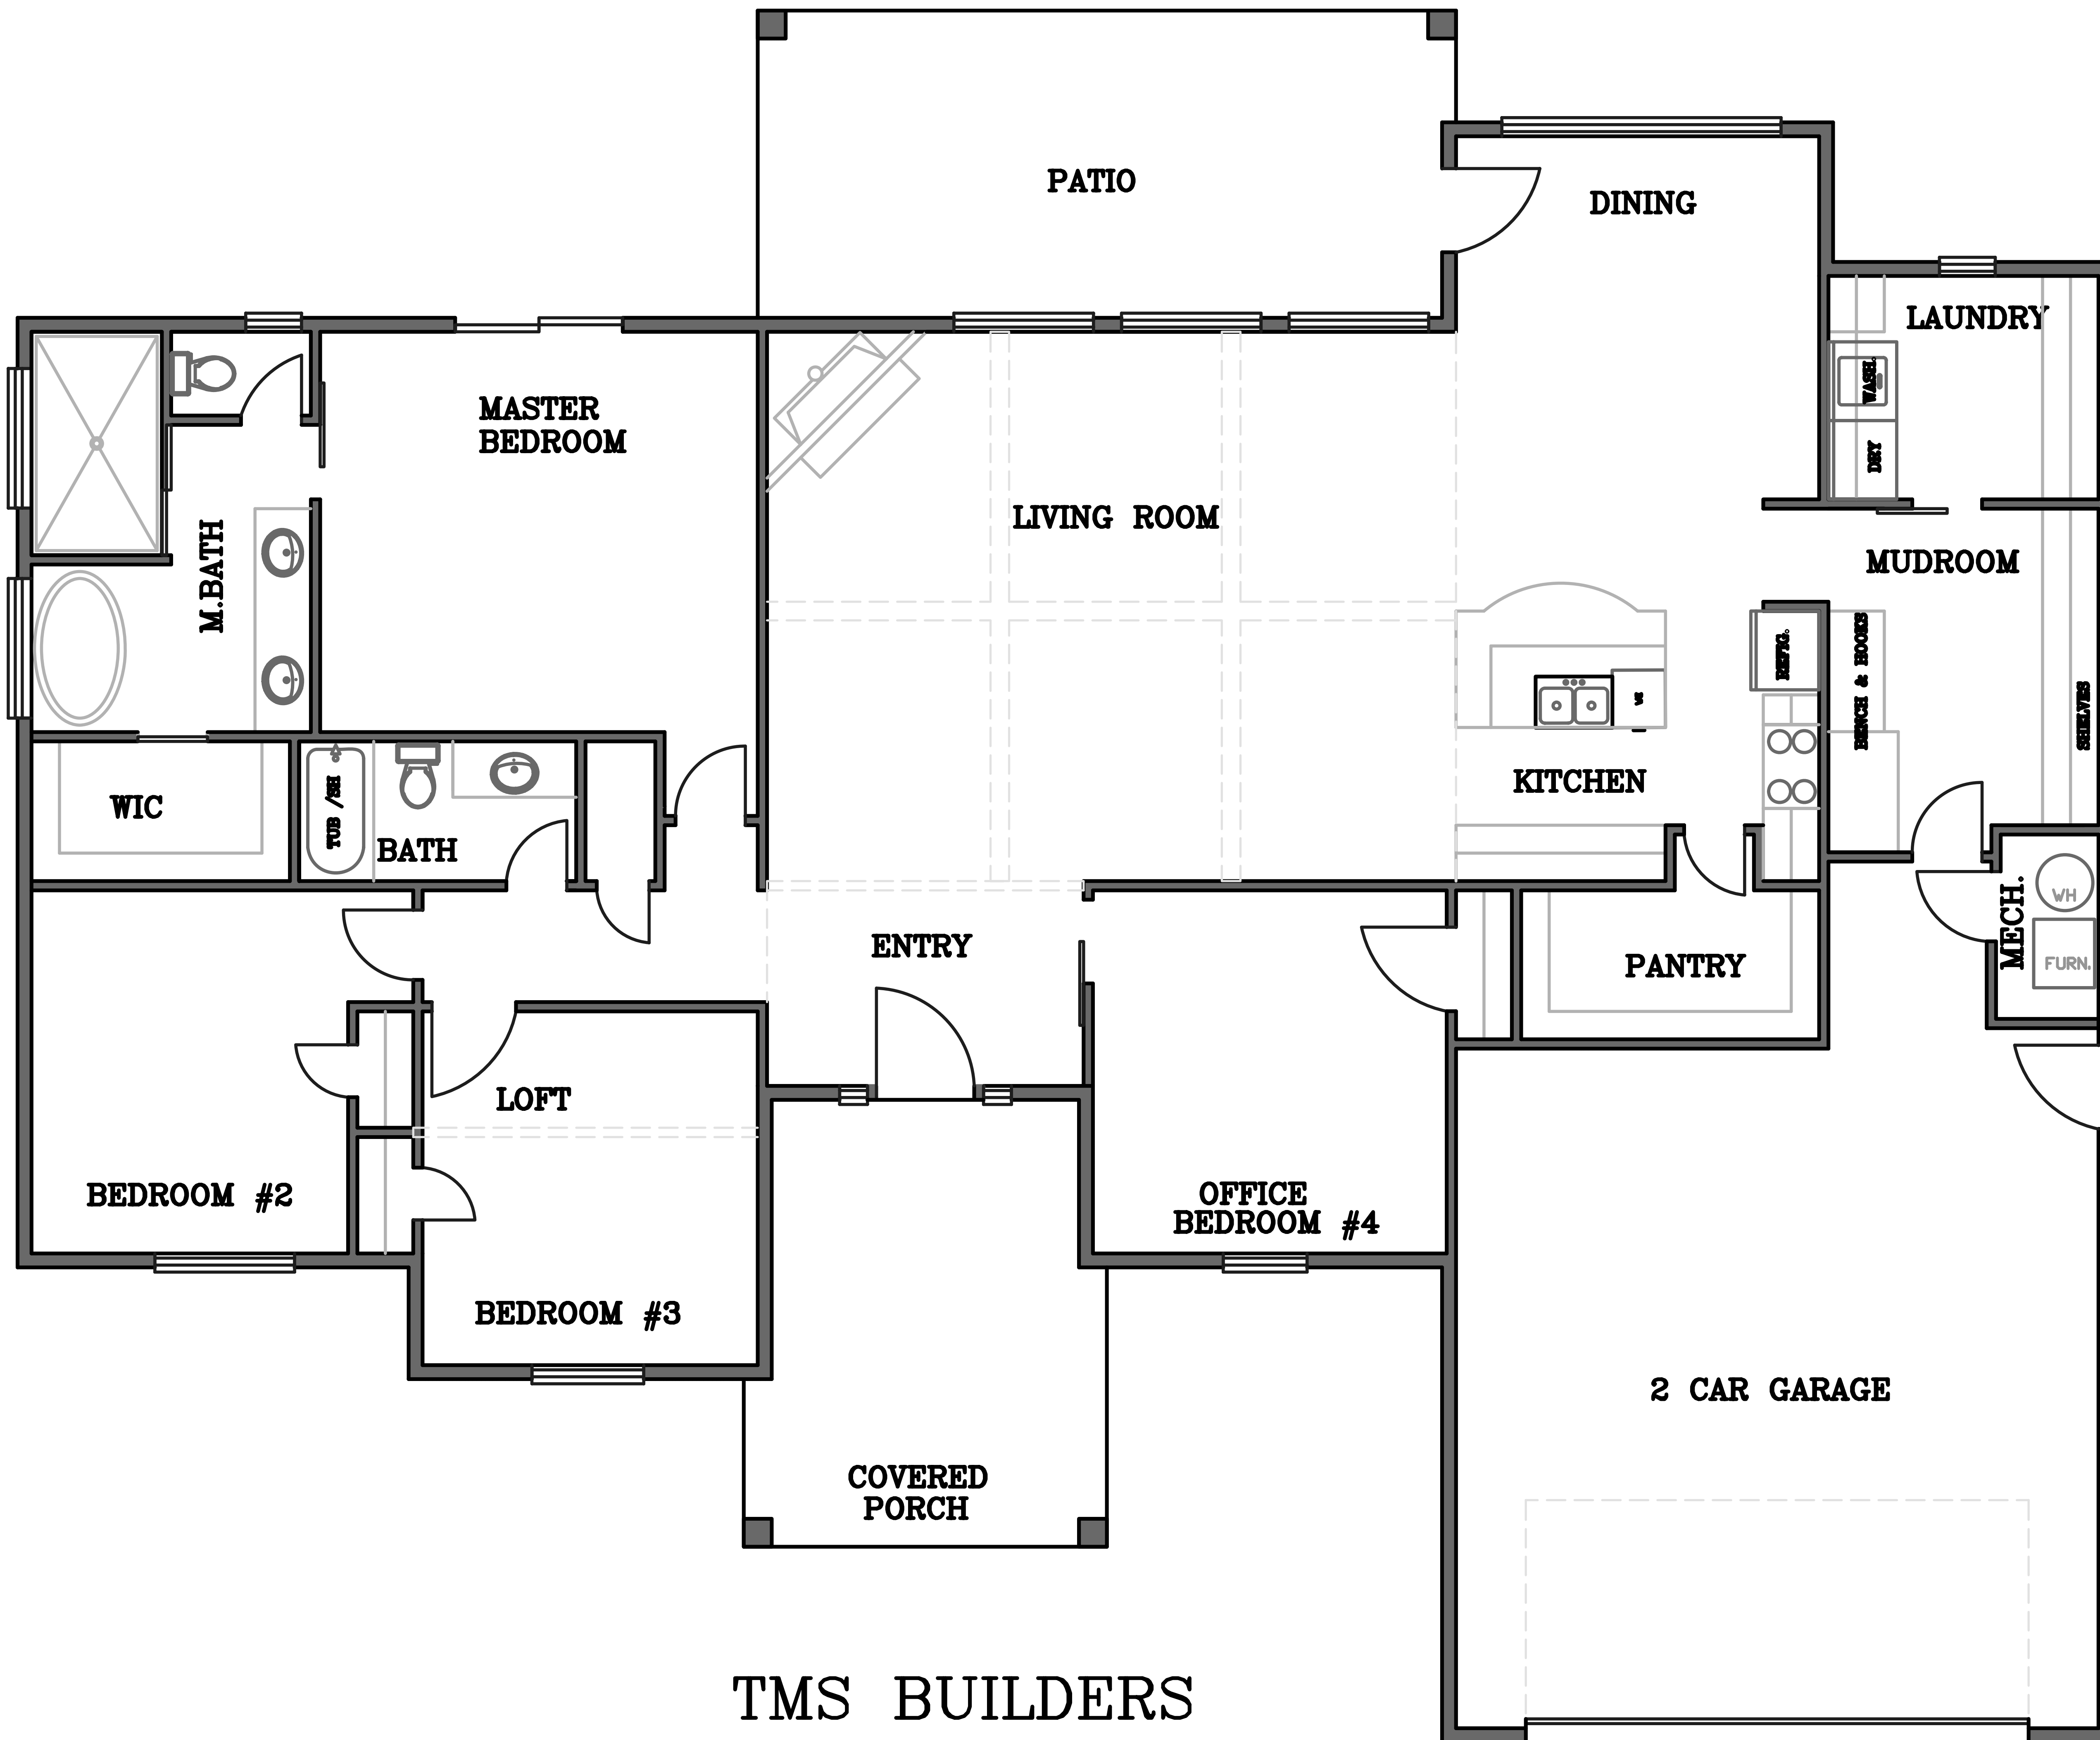 PATIO
DINING
LAUNDRY
WASH.
DRY
MASTER
BEDROOM
LIVING ROOM
M.BATH
MUDROOM
REFIG.
BENCH & HOOKS
SHELVES
KITCHEN
WIC
TUB /SH
BATH
MECH.
WH
FURN.
ENTRY
PANTRY
LOFT
BEDROOM #2
OFFICE
BEDROOM #4
BEDROOM #3
2 CAR GARAGE
COVERED
PORCH
TMS BUILDERS